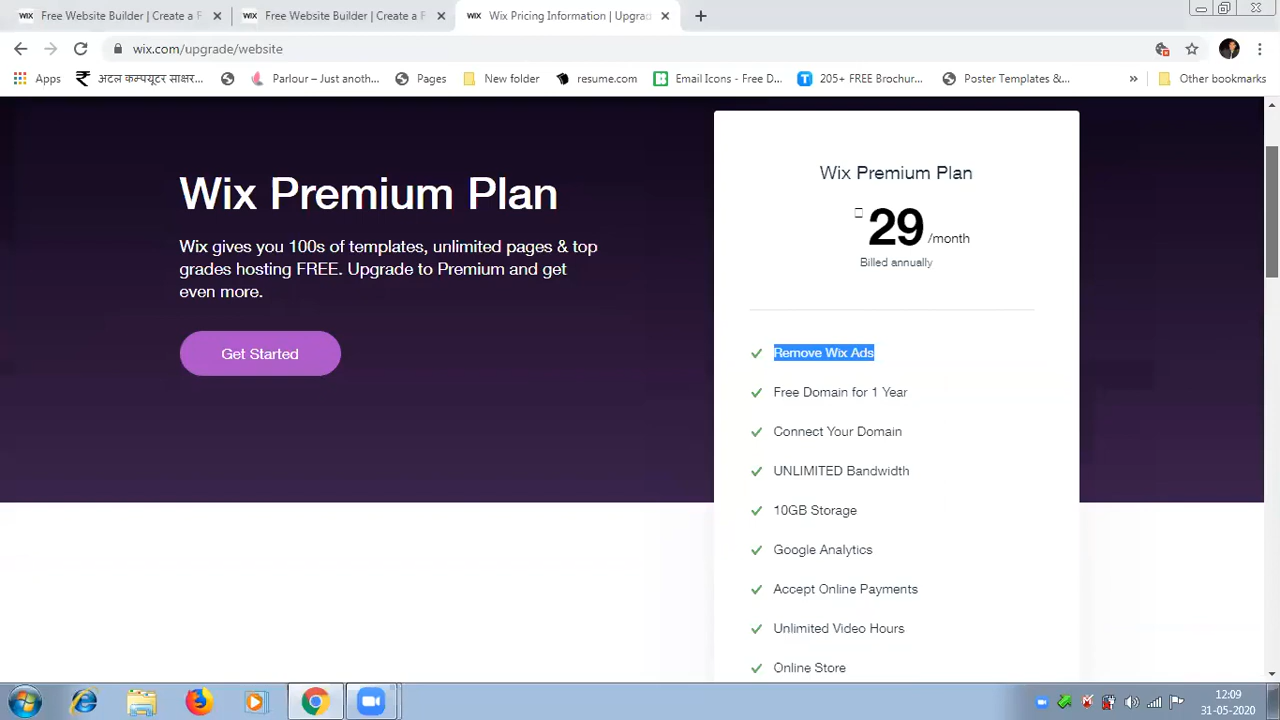 WIX Free Website Builder | Create a F
WIX Free Website Builder | Create a F
WIX Wix Pricing Information | Upgrad
wix.com/upgrade/website
Apps
₹ अटल कम्प्यूटर साक्षर...
Parlour – Just anoth...
Pages
New folder
resume.com
Email Icons - Free D...
T 205+ FREE Brochur...
Poster Templates &...
»
Other bookmarks
Wix Premium Plan
Wix gives you 100s of templates, unlimited pages & top
grades hosting FREE. Upgrade to Premium and get
even more.
Get Started
Wix Premium Plan
29 /month
Billed annually
Remove Wix Ads
Free Domain for 1 Year
Connect Your Domain
UNLIMITED Bandwidth
10GB Storage
Google Analytics
Accept Online Payments
Unlimited Video Hours
Online Store
12:09
31-05-2020